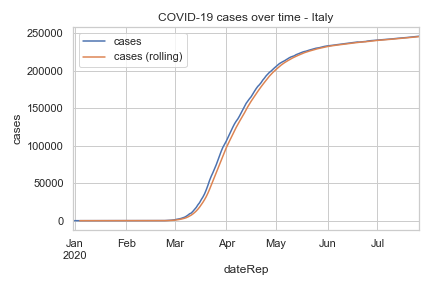 COVID-19 cases over time - Italy
cases
cases (rolling)
250000
200000
150000
100000
50000
0
cases
Jan Feb Mar Apr May Jun Jul
2020
dateRep